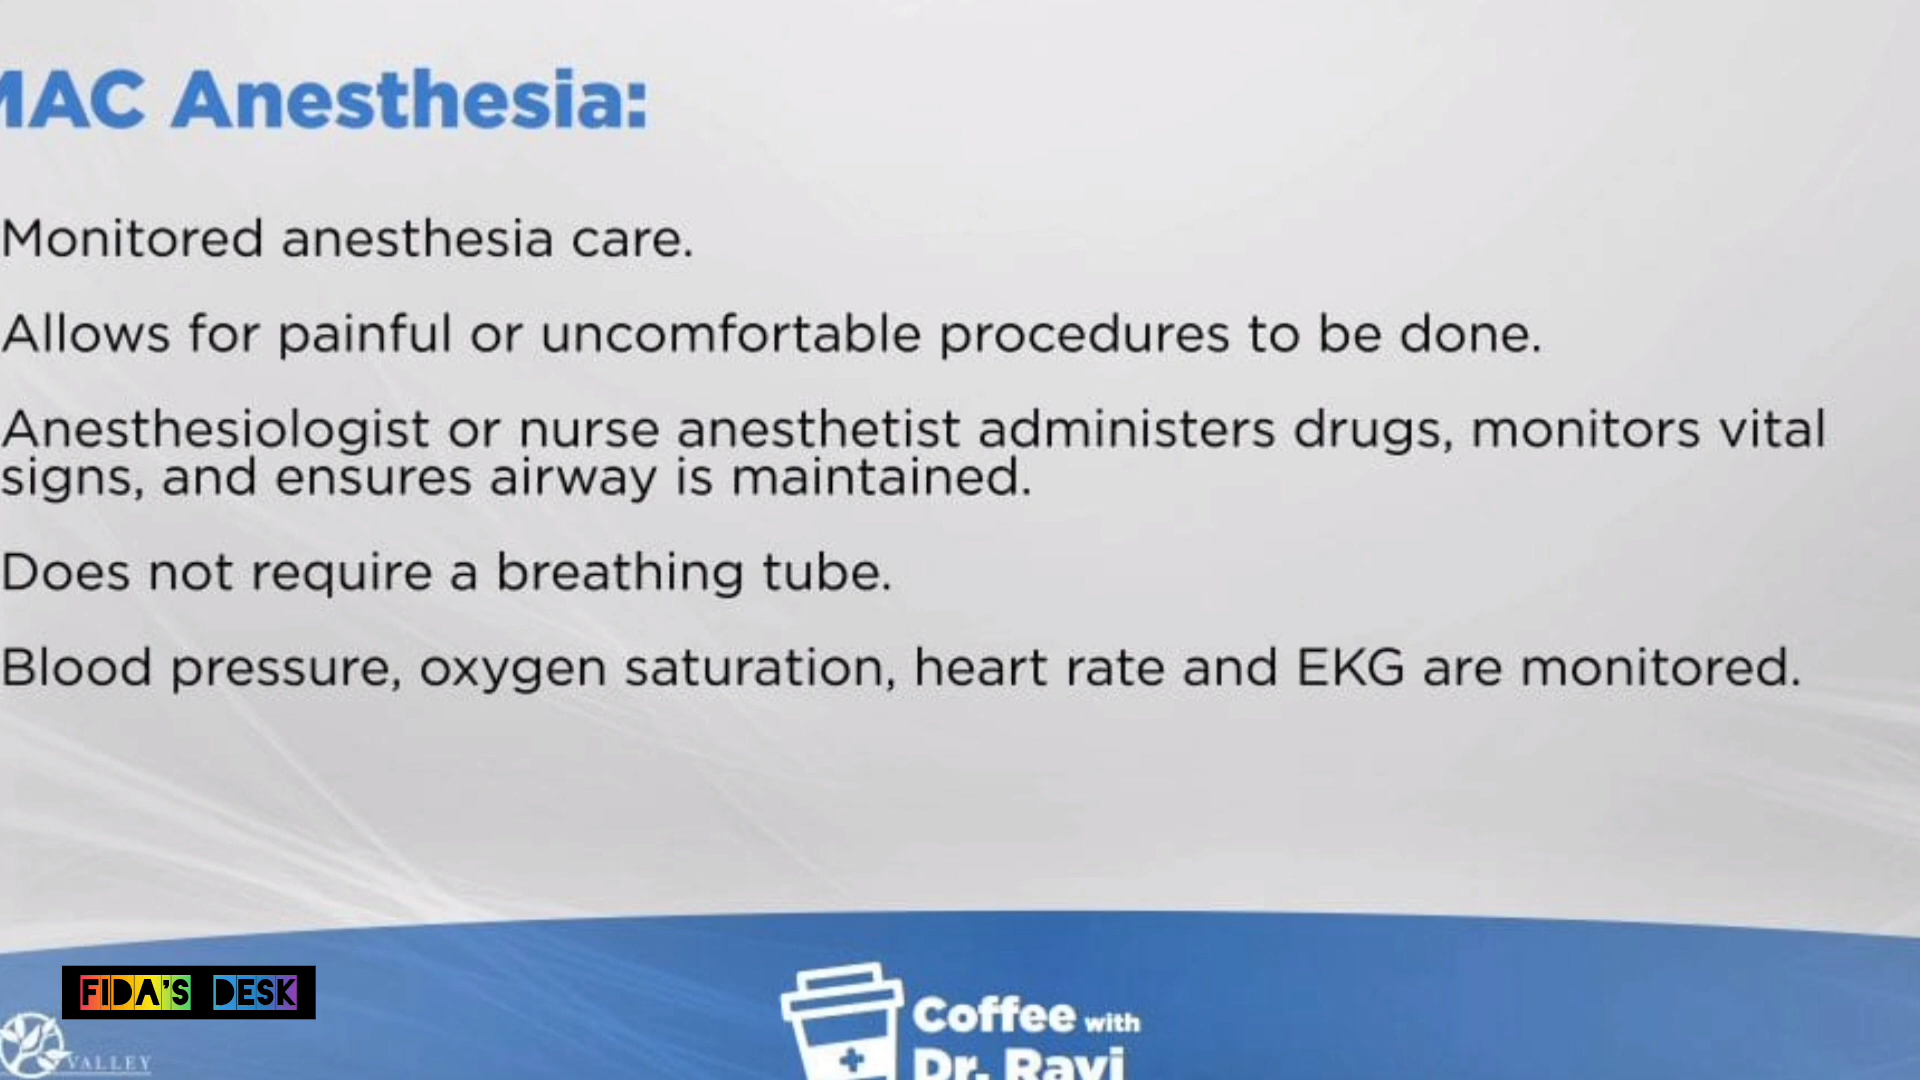 MAC Anesthesia:
Monitored anesthesia care.
Allows for painful or uncomfortable procedures to be done.
Anesthesiologist or nurse anesthetist administers drugs, monitors vital
signs, and ensures airway is maintained.
Does not require a breathing tube.
Blood pressure, oxygen saturation, heart rate and EKG are monitored.
FIDA'S DESK
VALLEY
Coffee with
Dr. Ravi